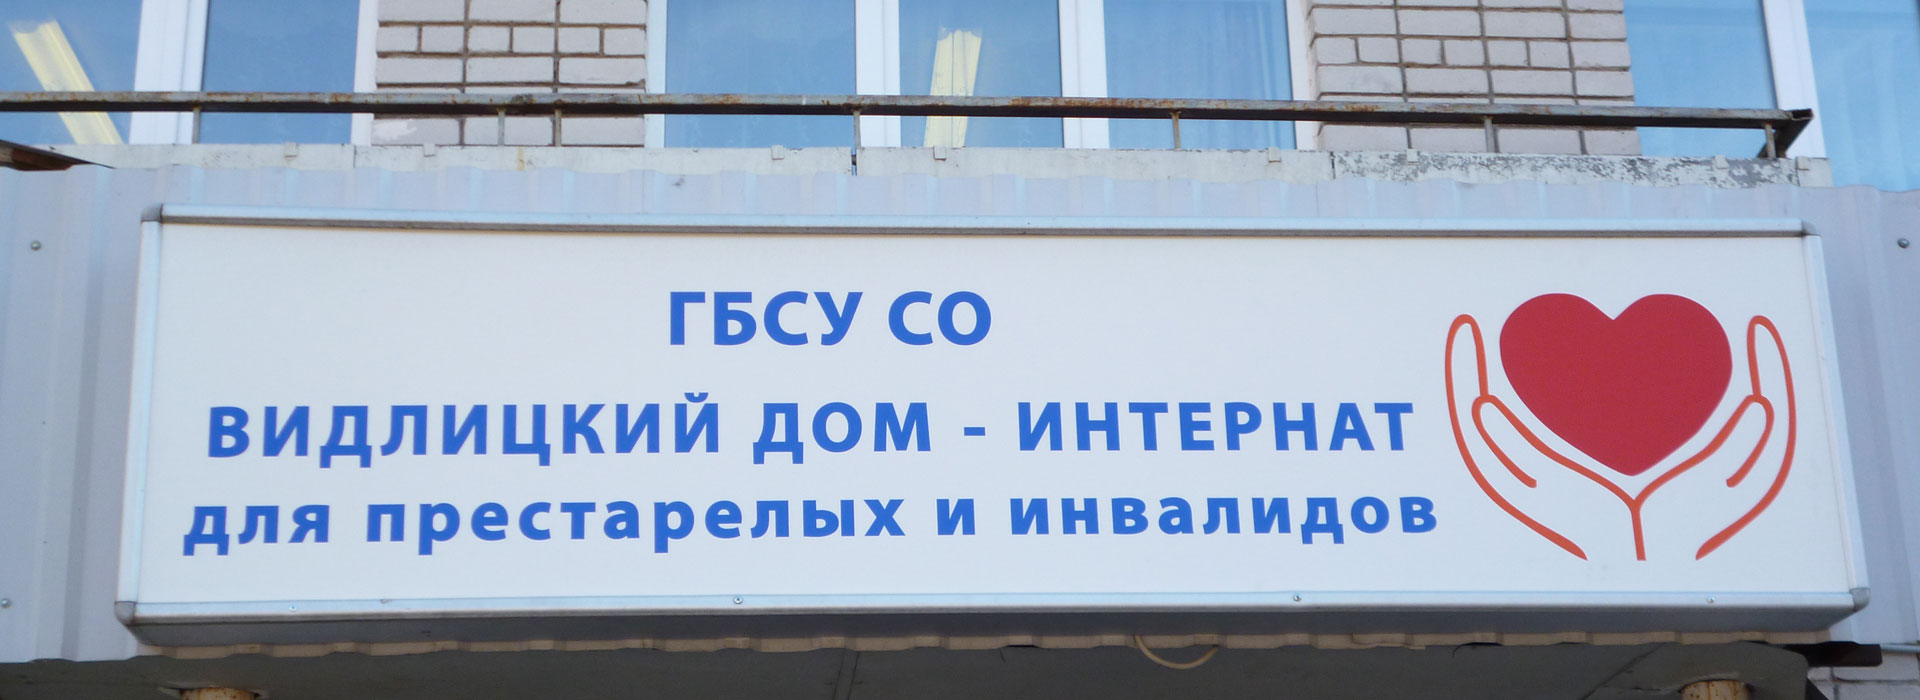 ГБСУ СО
ВИДЛИЦКИЙ ДОМ - ИНТЕРНАТ
для престарелых и инвалидов